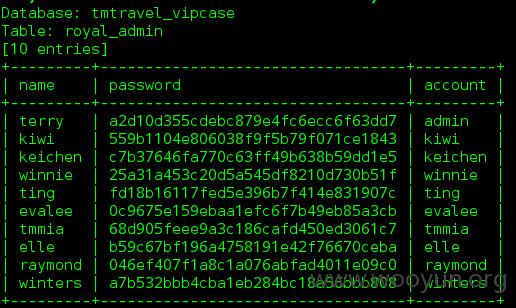 Database: tmtravel_vipcase
Table: royal_admin
[10 entries]
| name | password | account |
| terry | a2d10d355cdebc879e4fc6ecc6f63dd7 | admin |
| kiwi | 559b1104e806038f9f5b79f071ce1843 | kiwi |
| keichen | c7b37646fa770c63ff49b638b59dd1e5 | keichen |
| winnie | 25a31a453c20d5a545df8210d730b51f | winnie |
| ting | fd18b16117fed5e396b7f414e831907c | ting |
| evalee | 0c9675e159ebaa1efc6f7b49eb85a3cb | evalee |
| tmmia | 68d905feee9a3c186cafd450ed3061c7 | tmmia |
| elle | b59c67bf196a4758191e42f76670ceba | elle |
| raymond | 046ef407f1a8c1a076abfad4011e09c0 | raymond |
| winters | | winters |
www.wooyun.org